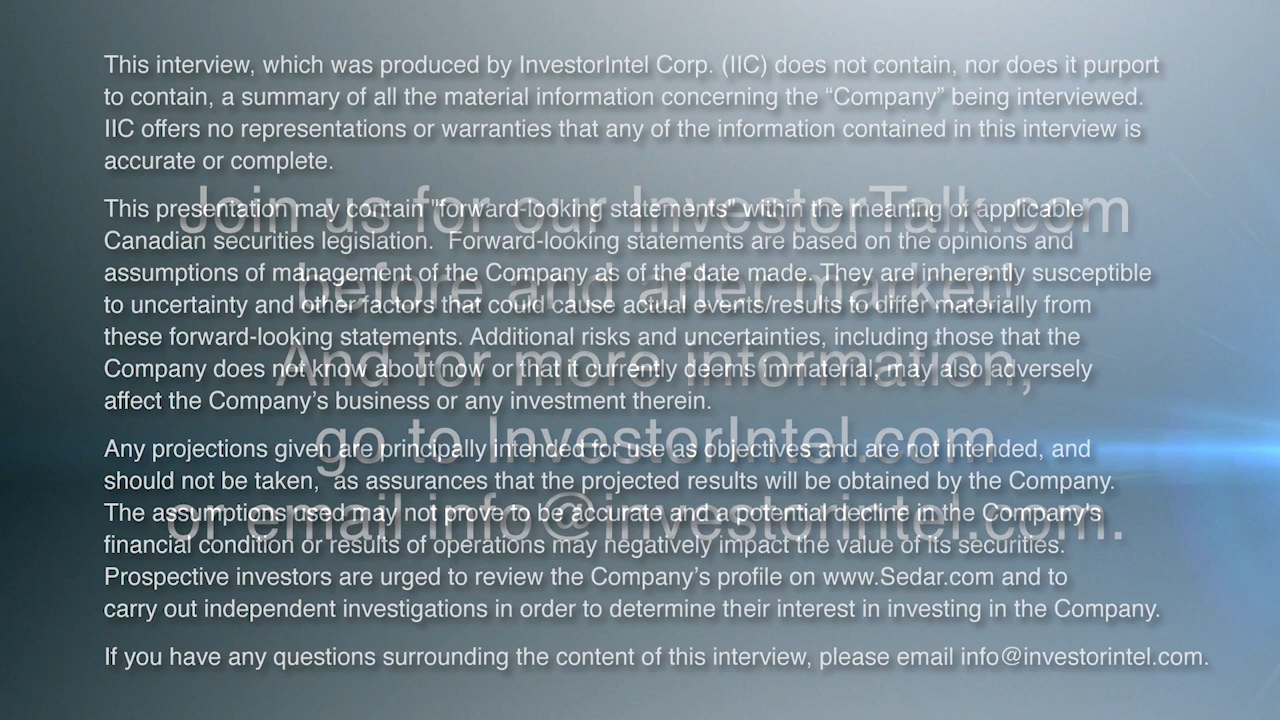 This interview, which was produced by InvestorIntel Corp. (IIC) does not contain, nor does it purport
to contain, a summary of all the material information concerning the “Company” being interviewed.
IIC offers no representations or warranties that any of the information contained in this interview is
accurate or complete.
This presentation may contain "forward-looking statements" within the meaning of applicable
Canadian securities legislation.  Forward-looking statements are based on the opinions and
assumptions of management of the Company as of the date made. They are inherently susceptible
to uncertainty and other factors that could cause actual events/results to differ materially from
these forward-looking statements. Additional risks and uncertainties, including those that the
Company does not know about now or that it currently deems immaterial, may also adversely
affect the Company’s business or any investment therein.
Any projections given are principally intended for use as objectives and are not intended, and
should not be taken,  as assurances that the projected results will be obtained by the Company.
The assumptions used may not prove to be accurate and a potential decline in the Company's
financial condition or results of operations may negatively impact the value of its securities.
Prospective investors are urged to review the Company’s profile on www.Sedar.com and to
carry out independent investigations in order to determine their interest in investing in the Company.
If you have any questions surrounding the content of this interview, please email info@investorintel.com.
Join us for our InvestorTalk.com
before and after market!
And for more information,
go to InvestorIntel.com
or email info@investorintel.com.